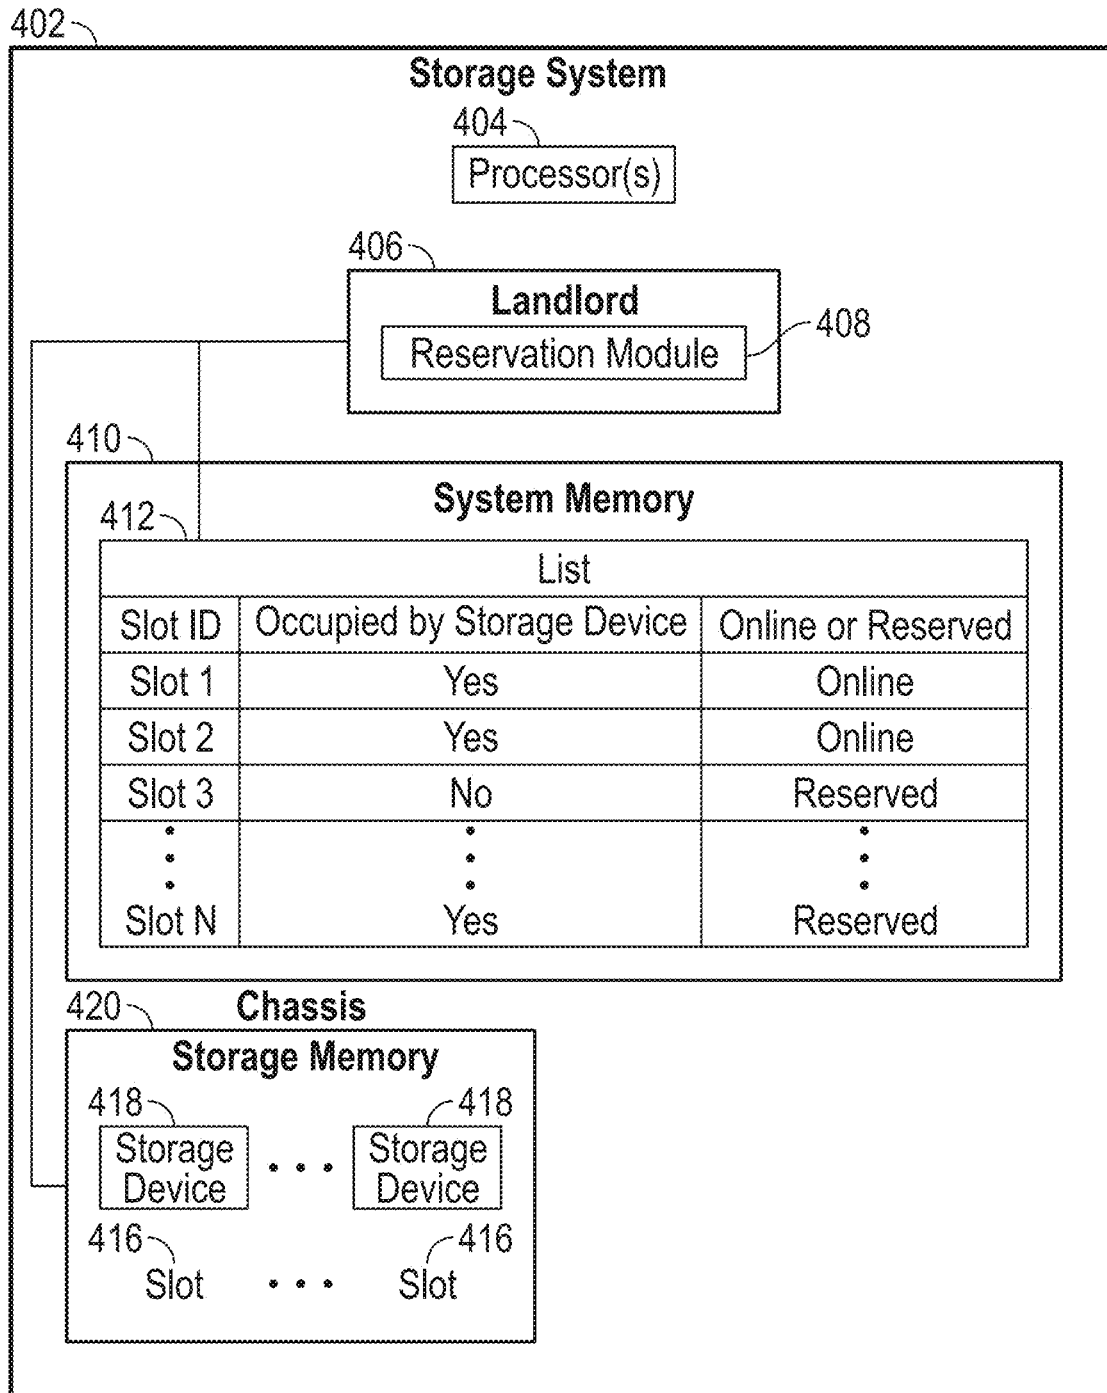 402
Storage System
404
Processor(s)
406
Landlord
Reservation Module
408
410
System Memory
412
List
Slot ID Occupied by Storage Device Online or Reserved
Slot 1 Yes Online
Slot 2 Yes Online
Slot 3 No Reserved
Slot N Yes Reserved
Chassis
420
Storage Memory
418 418
Storage Device Storage Device
416 416
Slot Slot